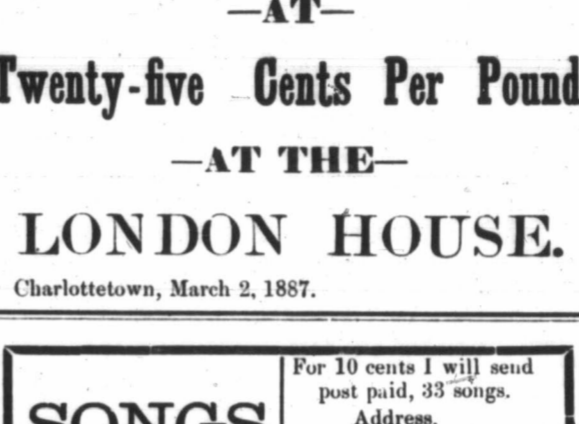 —AT—
Twenty-five Cents Per Pound
—AT THE—
LONDON HOUSE.
Charlottetown, March 2, 1887.
SONGS
For 10 cents I will send
post paid, 33 songs.
Address,